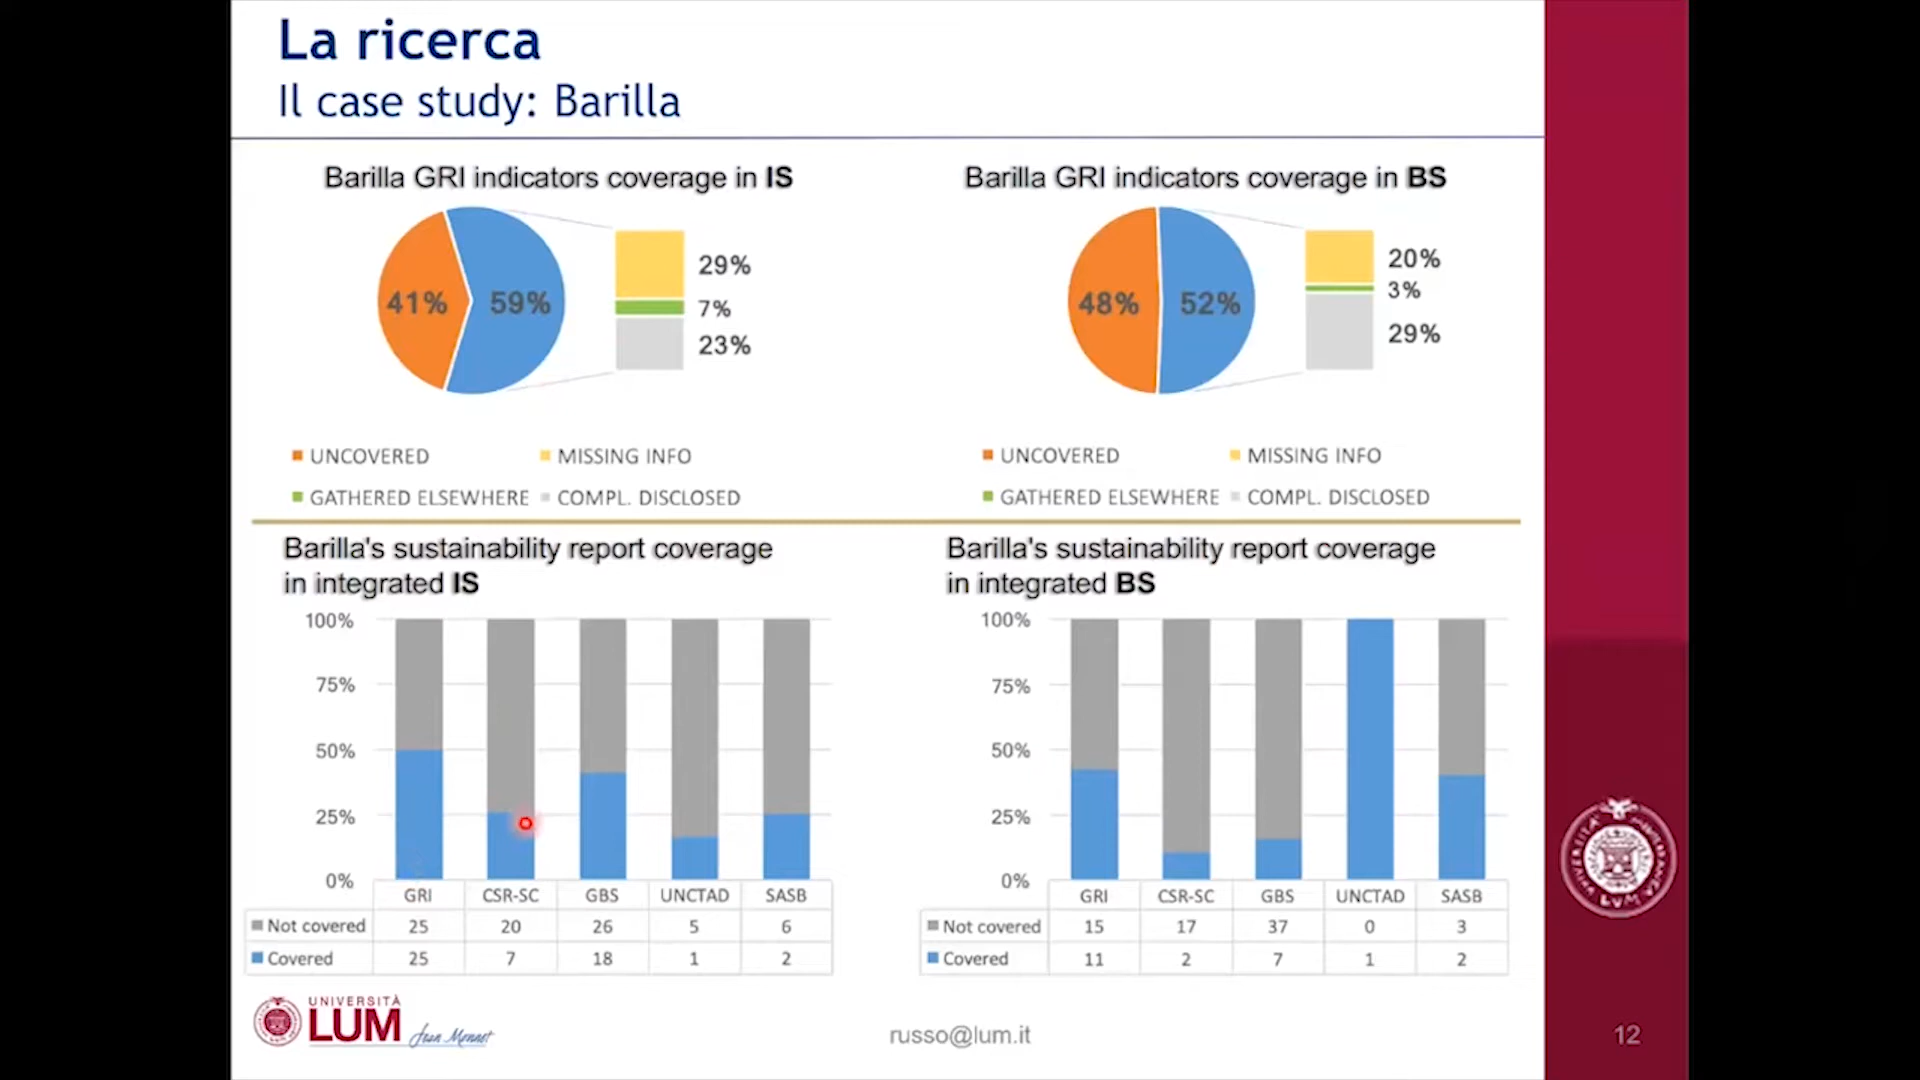 La ricerca
Il case study: Barilla
Barilla GRI indicators coverage in IS
41%
59%
29%
7%
23%
UNCOVERED
MISSING INFO
GATHERED ELSEWHERE
COMPL. DISCLOSED
Barilla GRI indicators coverage in BS
48%
52%
20%
3%
29%
UNCOVERED
MISSING INFO
GATHERED ELSEWHERE
COMPL. DISCLOSED
Barilla's sustainability report coverage
in integrated IS
100%
75%
50%
25%
0%
GRI CSR-SC GBS UNCTAD SASB
Not covered 25 20 26 5 6
Covered 25 7 18 1 2
Barilla's sustainability report coverage
in integrated BS
100%
75%
50%
25%
0%
GRI CSR-SC GBS UNCTAD SASB
Not covered 15 17 37 0 3
Covered 11 2 7 1 2
UNIVERSITÀ
LUM
Jean Monnet
russo@lum.it
12